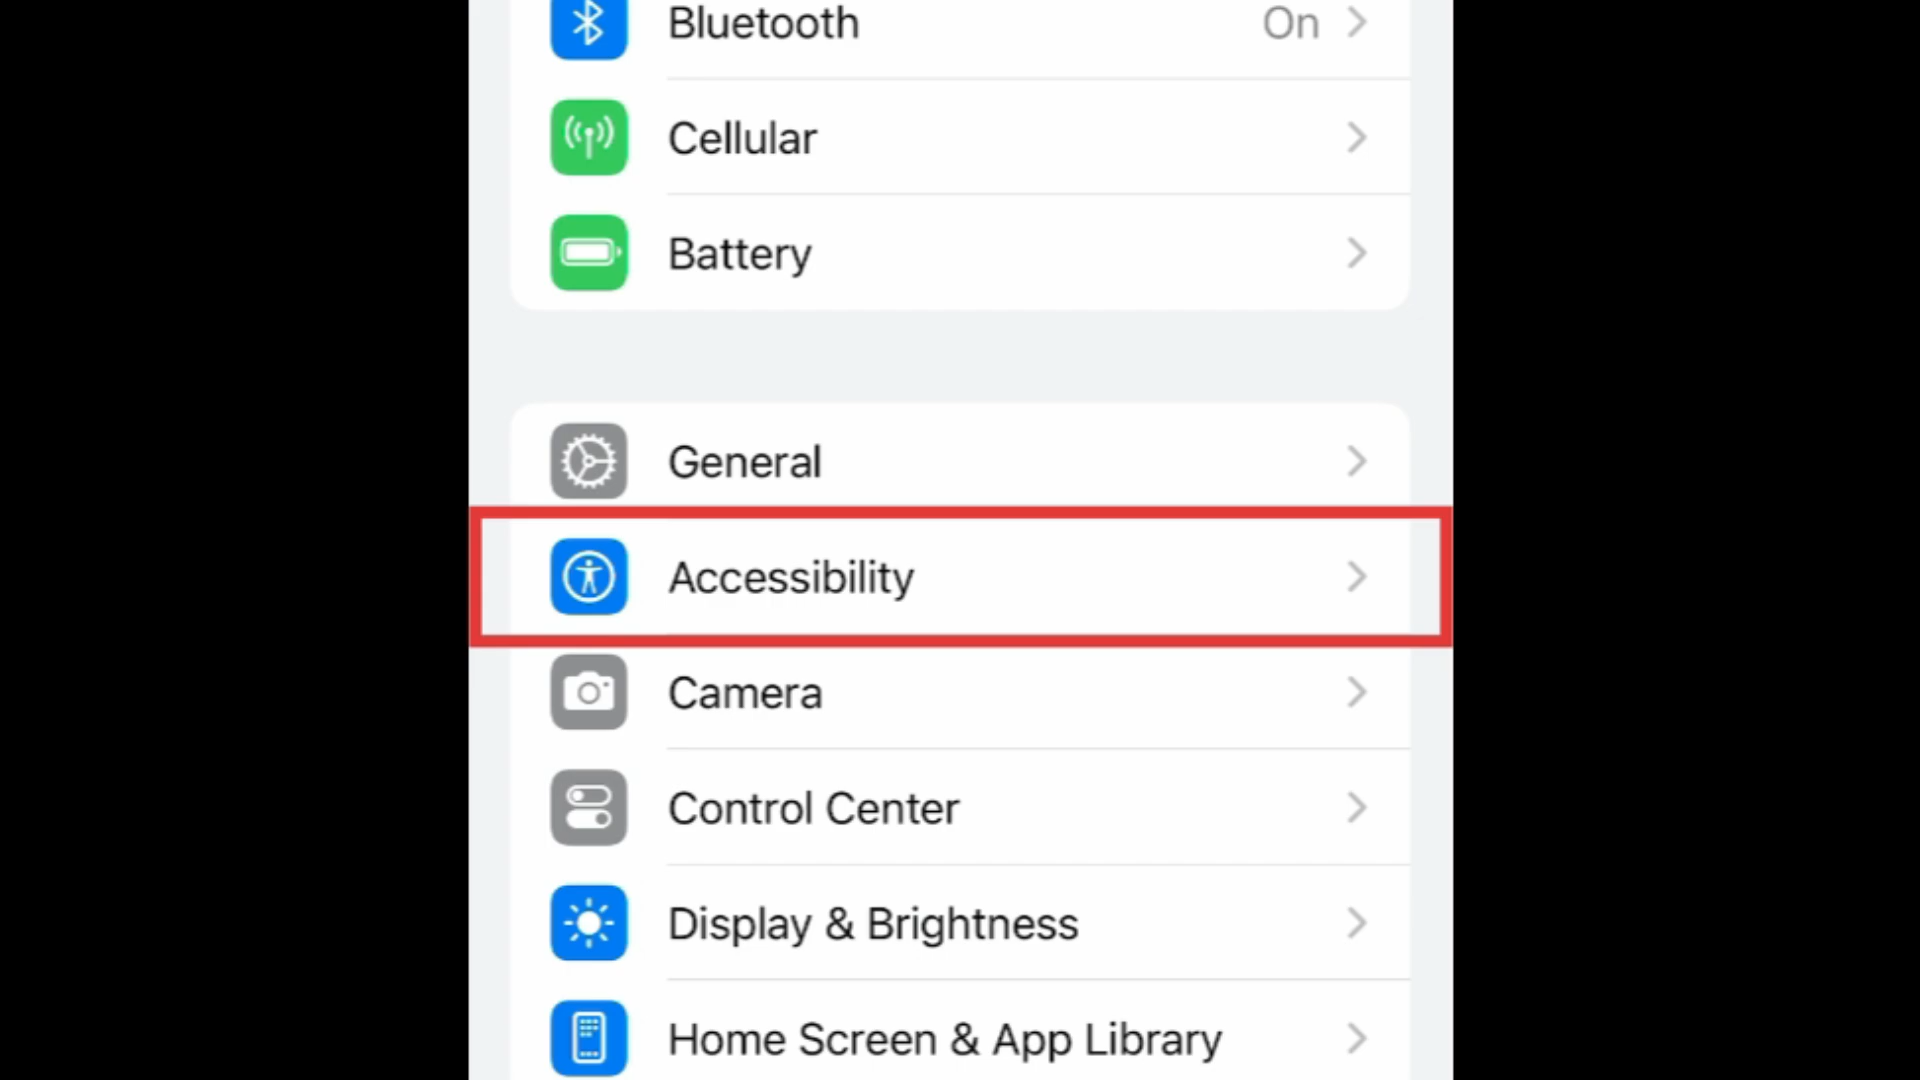 Bluetooth On
Cellular
Battery
General
Accessibility
Camera
Control Center
Display & Brightness
Home Screen & App Library